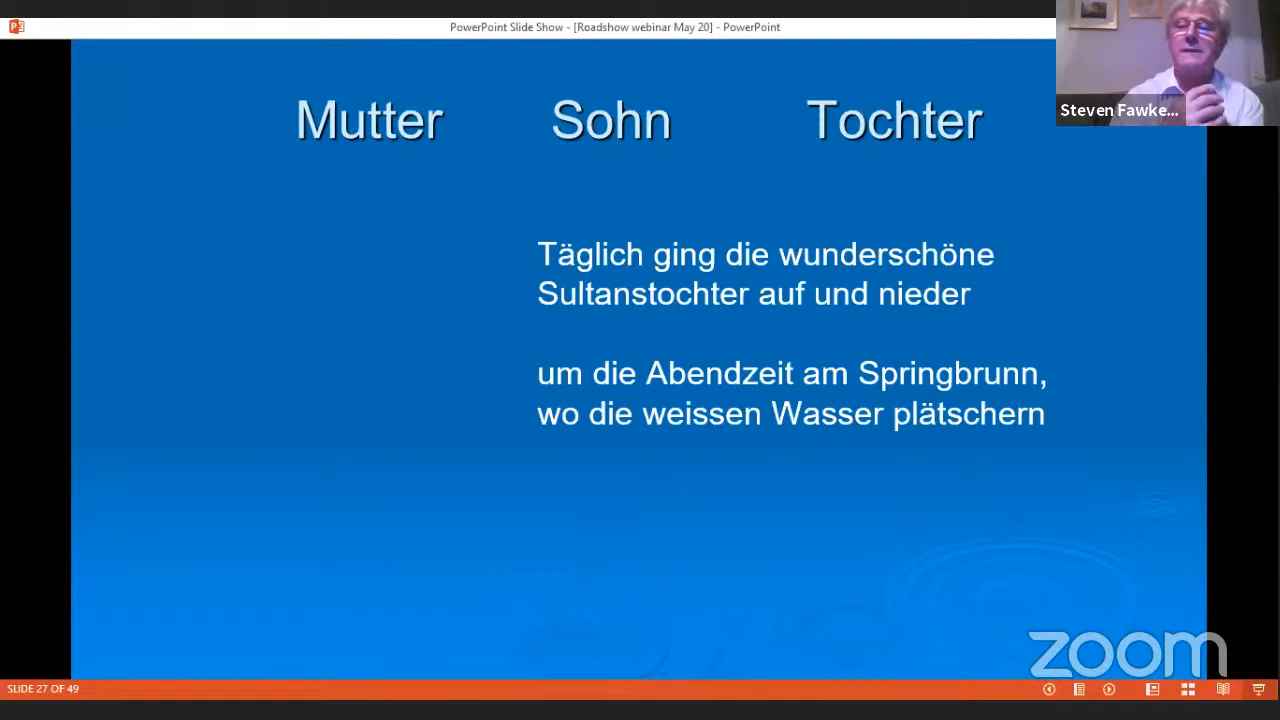 PowerPoint Slide Show - [Roadshow webinar May 20] - PowerPoint
Steven Fawke...
Mutter Sohn Tochter
Täglich ging die wunderschöne
Sultanstochter auf und nieder
um die Abendzeit am Springbrunn,
wo die weissen Wasser plätschern
zoom
SLIDE 27 OF 49